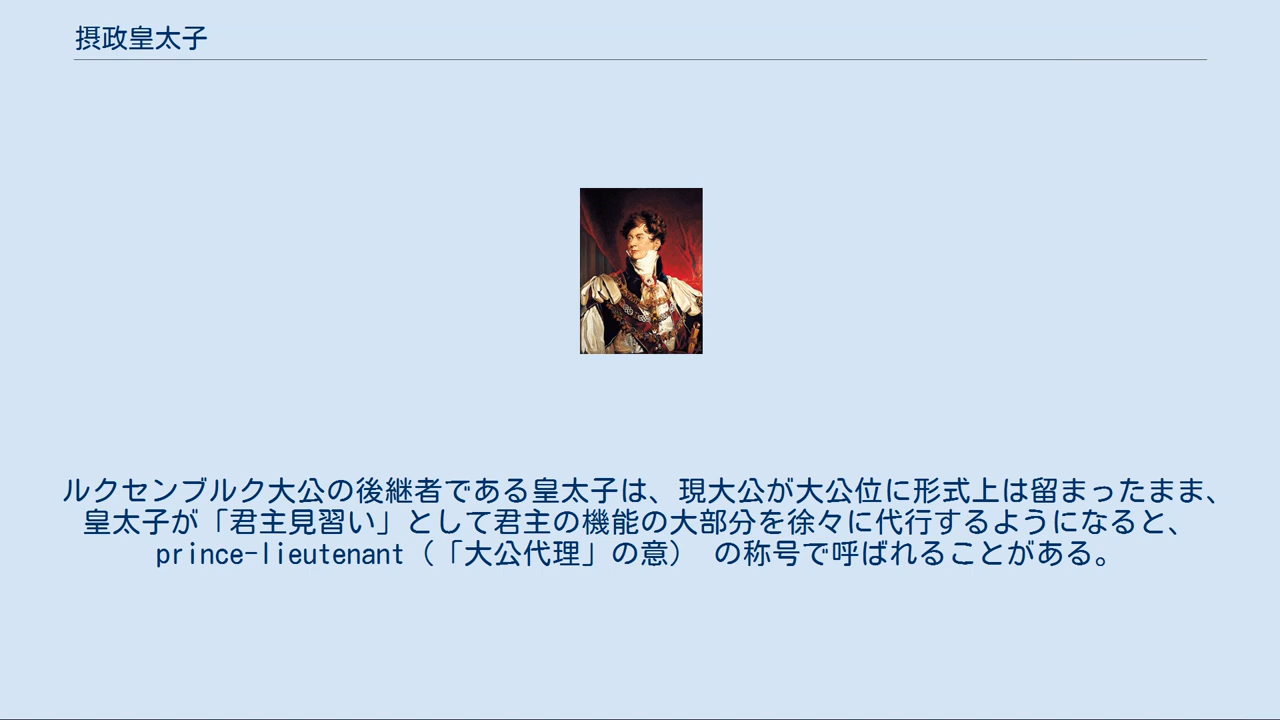 摂政皇太子
ルクセンブルク大公の後継者である皇太子は、現大公が大公位に形式上は留まったまま、
皇太子が「君主見習い」として君主の機能の大部分を徐々に代行するようになると、
prince-lieutenant（「大公代理」の意） の称号で呼ばれることがある。